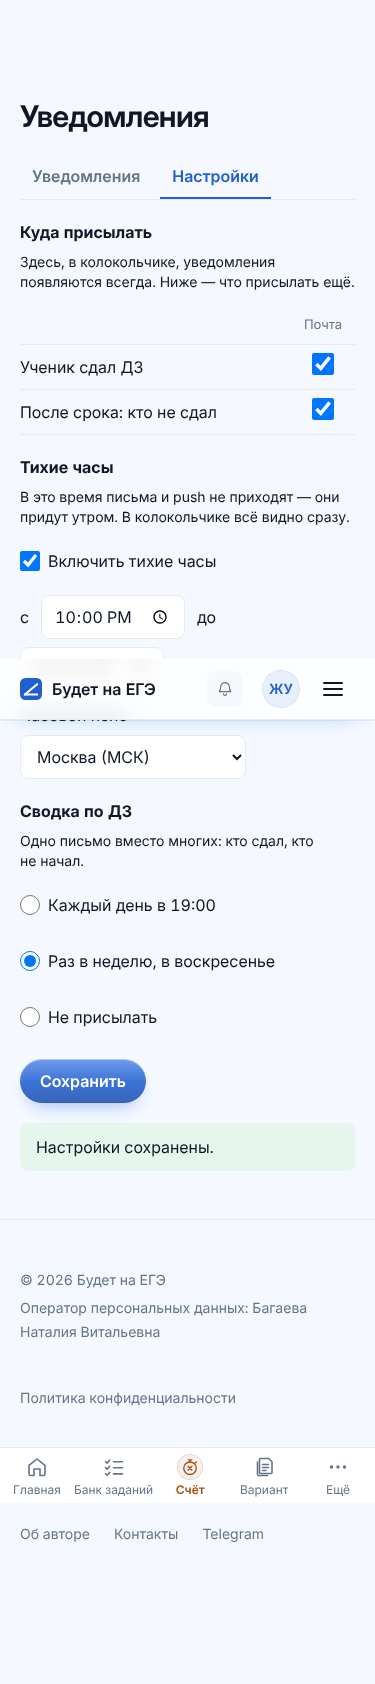 Уведомления
Уведомления Настройки
Куда присылать
Здесь, в колокольчике, уведомления
появляются всегда. Ниже — что присылать ещё.
Почта
Ученик сдал ДЗ
После срока: кто не сдал
Тихие часы
В это время письма и push не приходят — они
придут утром. В колокольчике всё видно сразу.
Включить тихие часы
с 10:00 PM до
Будет на ЕГЭ ЖУ
Москва (МСК)
Сводка по ДЗ
Одно письмо вместо многих: кто сдал, кто
не начал.
Каждый день в 19:00
Раз в неделю, в воскресенье
Не присылать
Сохранить
Настройки сохранены.
© 2026 Будет на ЕГЭ
Оператор персональных данных: Багаева
Наталия Витальевна
Политика конфиденциальности
Главная Банк заданий Счёт Вариант Ещё
Об авторе Контакты Telegram